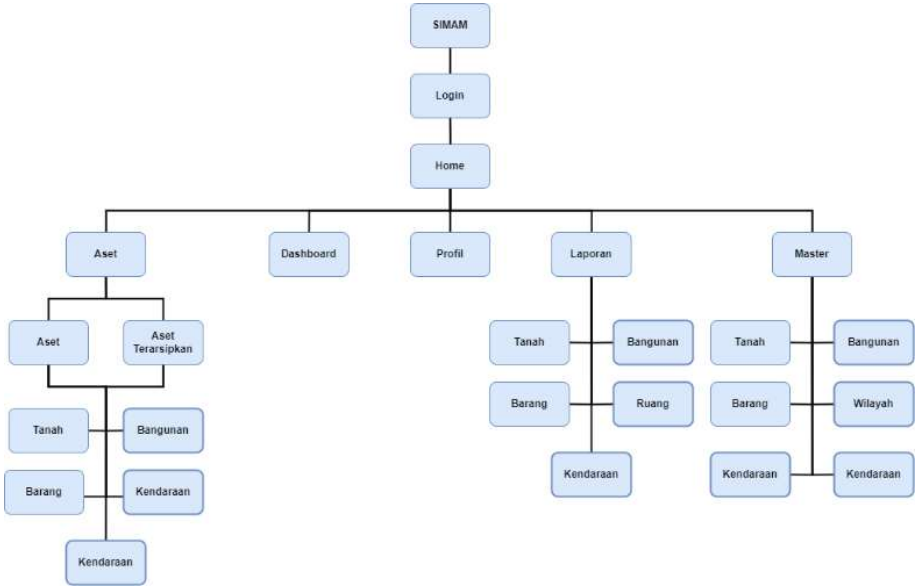 SIMAM
Login
Home
Aset
Dashboard
Profil
Laporan
Master
Aset
Aset
Terarsipkan
Tanah
Bangunan
Tanah
Bangunan
Barang
Ruang
Barang
Wilayah
Tanah
Bangunan
Kendaraan
Kendaraan
Kendaraan
Barang
Kendaraan
Kendaraan